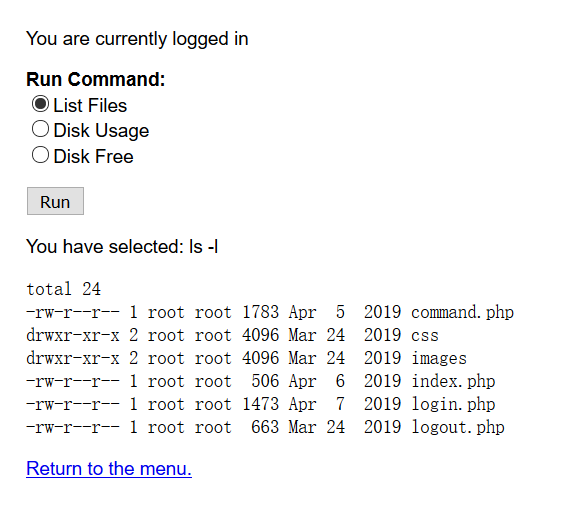 You are currently logged in
Run Command:
List Files
Disk Usage
Disk Free
Run
You have selected: ls -l
total 24
-rw-r--r-- 1 root root 1783 Apr  5  2019 command.php
drwxr-xr-x 2 root root 4096 Mar 24  2019 css
drwxr-xr-x 2 root root 4096 Mar 24  2019 images
-rw-r--r-- 1 root root  506 Apr  6  2019 index.php
-rw-r--r-- 1 root root 1473 Apr  7  2019 login.php
-rw-r--r-- 1 root root  663 Mar 24  2019 logout.php
Return to the menu.